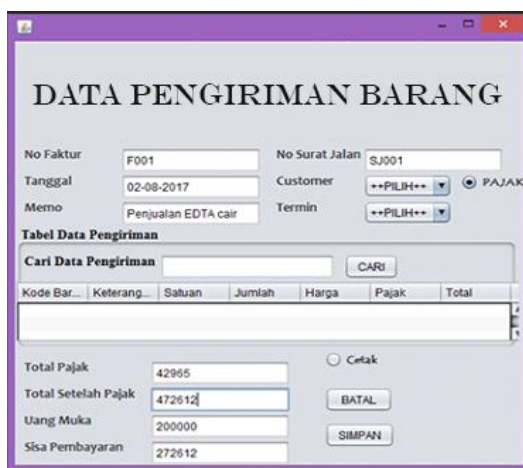 DATA PENGIRIMAN BARANG
No Faktur F001 No Surat Jalan SJ001
Tanggal 02-08-2017 Customer ++PILIH++ PAJAK
Memo Penjualan EDTA cair Termin ++PILIH++
Tabel Data Pengiriman
Cari Data Pengiriman CARI
Kode Bar... Keterang... Satuan Jumlah Harga Pajak Total
Total Pajak 42965 Cetak
Total Setelah Pajak 472612 BATAL
Uang Muka 200000
SIMPAN
Sisa Pembayaran 272612